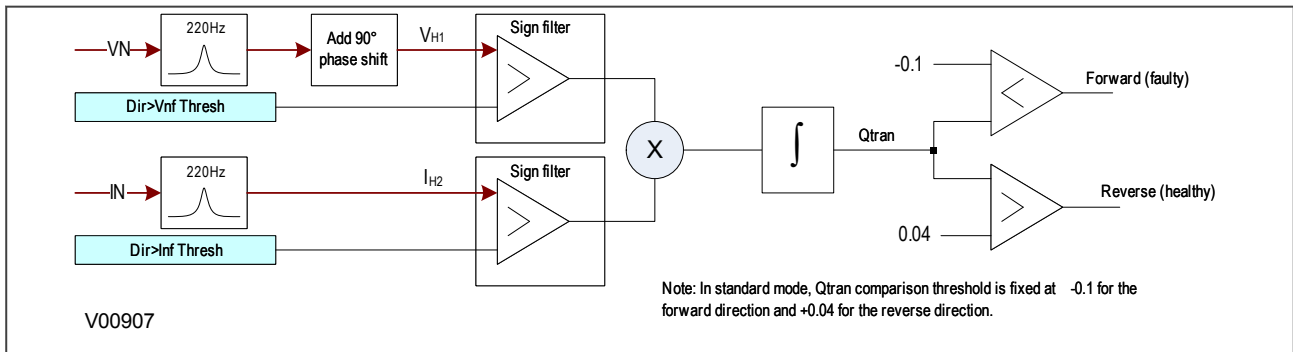 VN
220Hz
Add 90°
phase shift
VH1
Sign filter
Dir>Vnf Thresh
IN
220Hz
IH2
Sign filter
Dir>Inf Thresh
X
∫
Qtran
-0.1
Forward (faulty)
Reverse (healthy)
0.04
Note: In standard mode, Qtran comparison threshold is fixed at -0.1 for the
forward direction and +0.04 for the reverse direction.
V00907